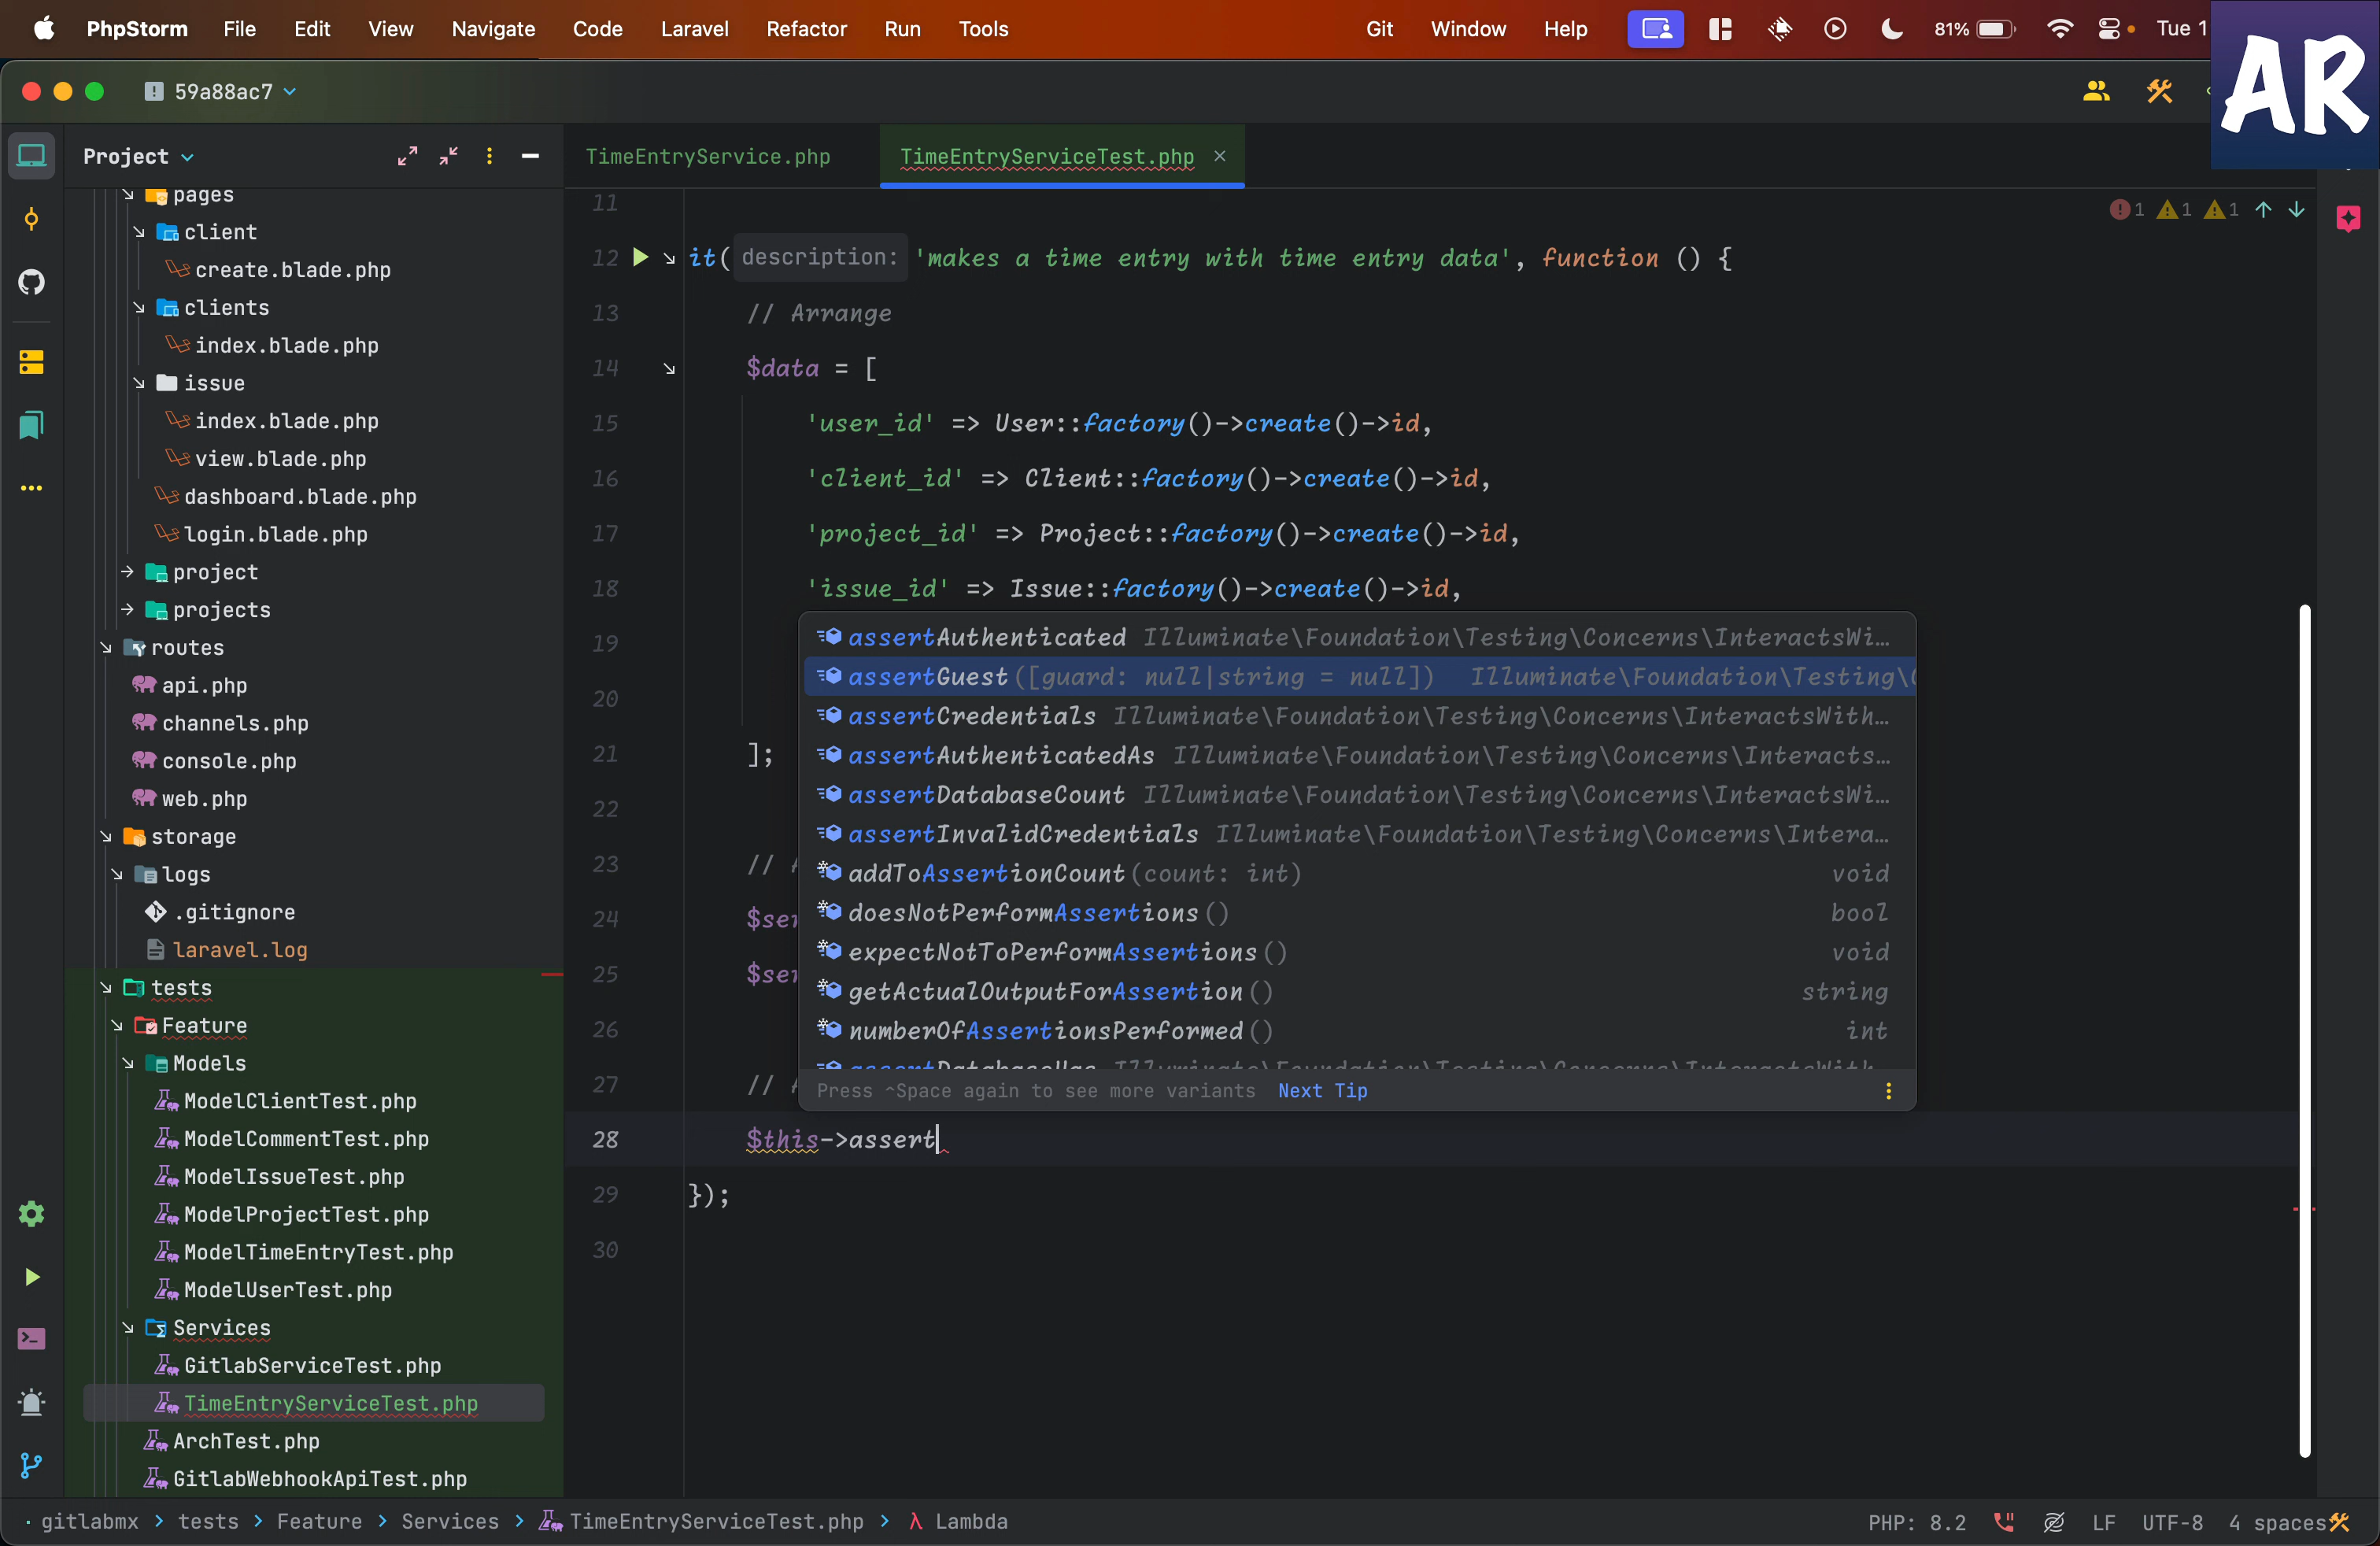 PhpStorm File Edit View Navigate Code Laravel Refactor Run Tools Git Window Help 81% Tue 1
AR
59a88ac7
Project
pages
client
create.blade.php
clients
index.blade.php
issue
index.blade.php
view.blade.php
dashboard.blade.php
login.blade.php
project
projects
routes
api.php
channels.php
console.php
web.php
storage
logs
.gitignore
laravel.log
tests
Feature
Models
ModelClientTest.php
ModelCommentTest.php
ModelIssueTest.php
ModelProjectTest.php
ModelTimeEntryTest.php
ModelUserTest.php
Services
GitlabServiceTest.php
TimeEntryServiceTest.php
ArchTest.php
GitlabWebhookApiTest.php
TimeEntryService.php TimeEntryServiceTest.php
1 1 1
11
12 it( description: 'makes a time entry with time entry data', function () {
13 // Arrange
14 $data = [
15 'user_id' => User::factory()->create()->id,
16 'client_id' => Client::factory()->create()->id,
17 'project_id' => Project::factory()->create()->id,
18 'issue_id' => Issue::factory()->create()->id,
19
20
21 ];
22
23 //
24 $ser
25 $ser
26
27 //
28 $this->assert
29 });
30
assertAuthenticated Illuminate\Foundation\Testing\Concerns\InteractsWi…
assertGuest([guard: null|string = null]) Illuminate\Foundation\Testing\C
assertCredentials Illuminate\Foundation\Testing\Concerns\InteractsWith…
assertAuthenticatedAs Illuminate\Foundation\Testing\Concerns\Interacts…
assertDatabaseCount Illuminate\Foundation\Testing\Concerns\InteractsWi…
assertInvalidCredentials Illuminate\Foundation\Testing\Concerns\Intera…
addToAssertionCount(count: int) void
doesNotPerformAssertions() bool
expectNotToPerformAssertions() void
getActualOutputForAssertion() string
numberOfAssertionsPerformed() int
assertDatabaseHas Illuminate\Foundation\Testing\Concerns\InteractsWith…
Press ⌃Space again to see more variants Next Tip
gitlabmx > tests > Feature > Services > TimeEntryServiceTest.php > λ Lambda
PHP: 8.2 LF UTF-8 4 spaces